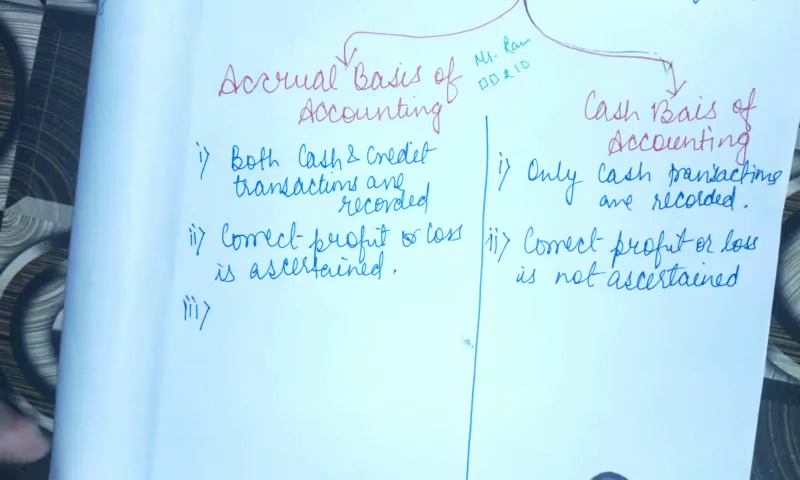 Accrual Basis of
Accounting
i) Both Cash & Credit
transactions are
recorded
ii) Correct profit or loss
is ascertained.
iii)
Ms. Ram
Cash Bais of
Accounting
i) Only Cash transactions
are recorded.
ii) Correct profit or loss
is not ascertained